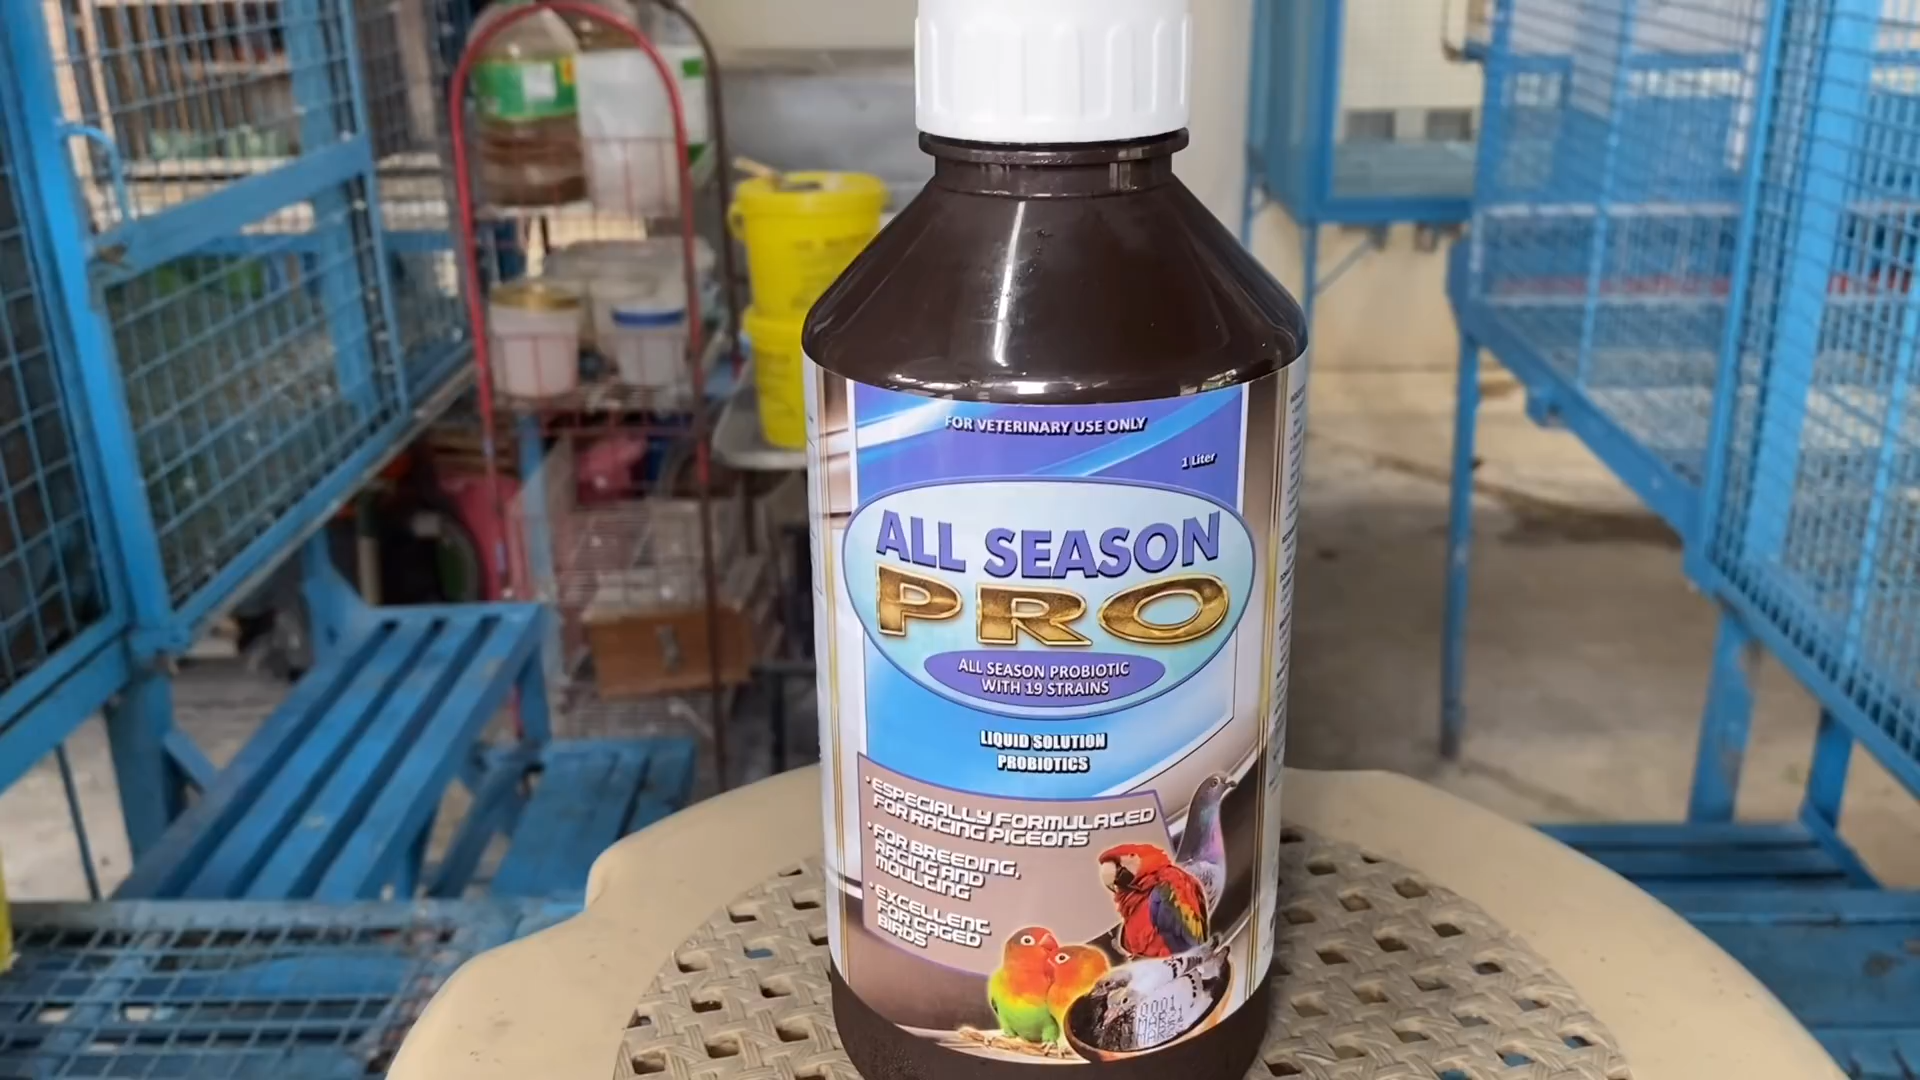 FOR VETERINARY USE ONLY
1 Liter
ALL SEASON
PRO
ALL SEASON PROBIOTIC
WITH 19 STRAINS
LIQUID SOLUTION
PROBIOTICS
• ESPECIALLY FORMULATED
FOR RACING PIGEONS
• FOR BREEDING,
RACING AND
MOULTING
• EXCELLENT
FOR CAGED
BIRDS
0001